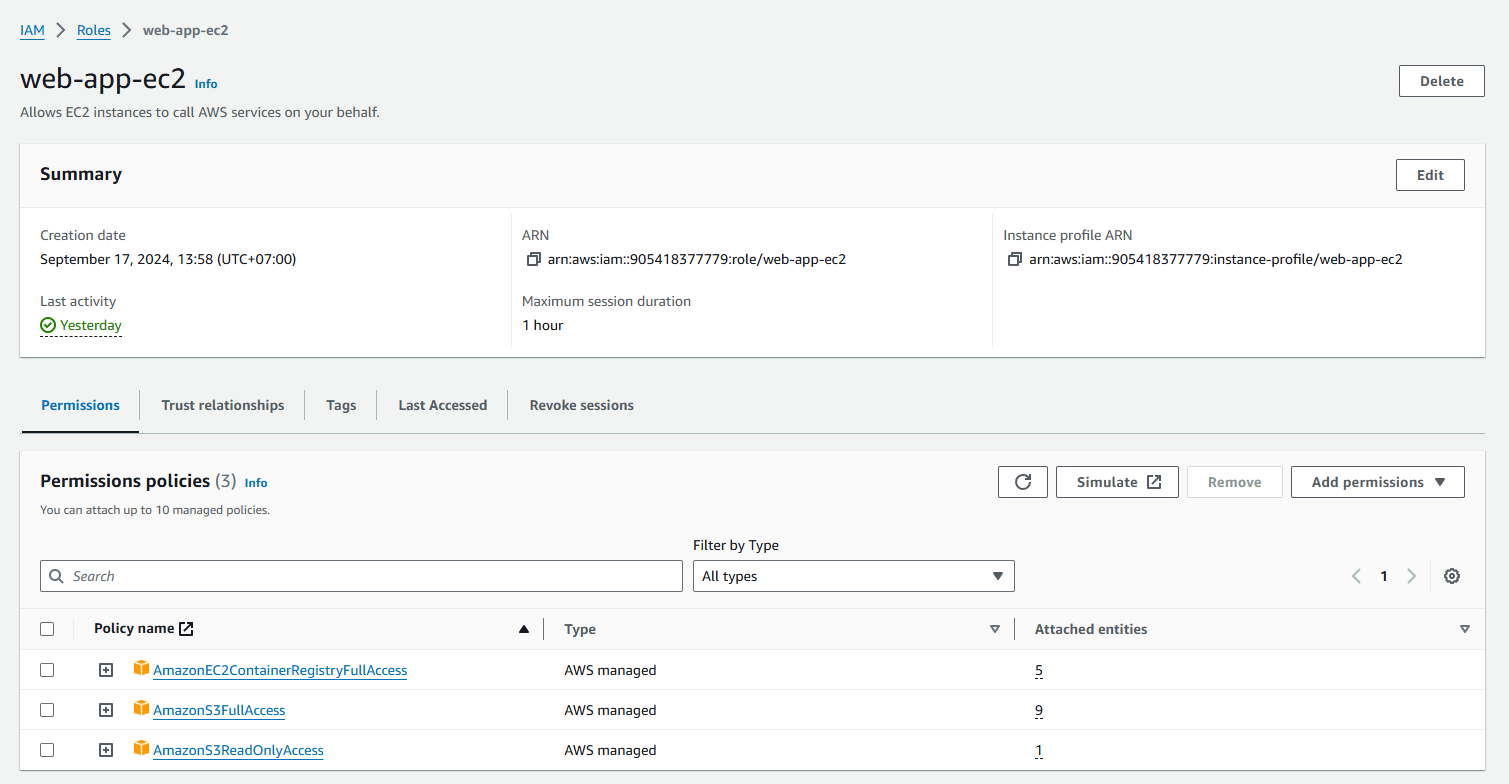 IAM > Roles > web-app-ec2
web-app-ec2 Info
Delete
Allows EC2 instances to call AWS services on your behalf.
Summary
Edit
Creation date
September 17, 2024, 13:58 (UTC+07:00)
ARN
arn:aws:iam::905418377779:role/web-app-ec2
Instance profile ARN
arn:aws:iam::905418377779:instance-profile/web-app-ec2
Last activity
Yesterday
Maximum session duration
1 hour
Permissions Trust relationships Tags Last Accessed Revoke sessions
Permissions policies (3) Info
Simulate Remove Add permissions
You can attach up to 10 managed policies.
Filter by Type
Search All types 1
Policy name Type Attached entities
AmazonEC2ContainerRegistryFullAccess AWS managed 5
AmazonS3FullAccess AWS managed 9
AmazonS3ReadOnlyAccess AWS managed 1